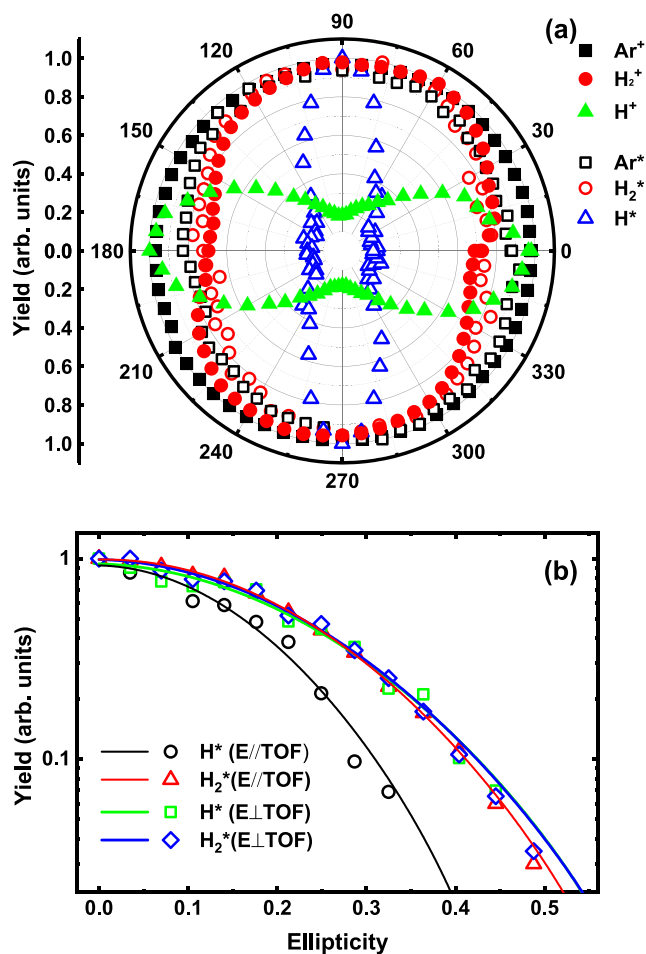 (a)
90
120
60
150
30
180
0
210
330
240
300
270
1.0
0.8
0.6
0.4
0.2
0.0
0.2
0.4
0.6
0.8
1.0
Yield (arb. units)
Ar⁺
H₂⁺
H⁺
Ar*
H₂*
H*
(b)
1
0.1
Yield (arb. units)
H* (E//TOF)
H₂*(E//TOF)
H* (E⊥TOF)
H₂*(E⊥TOF)
0.0 0.1 0.2 0.3 0.4 0.5
Ellipticity